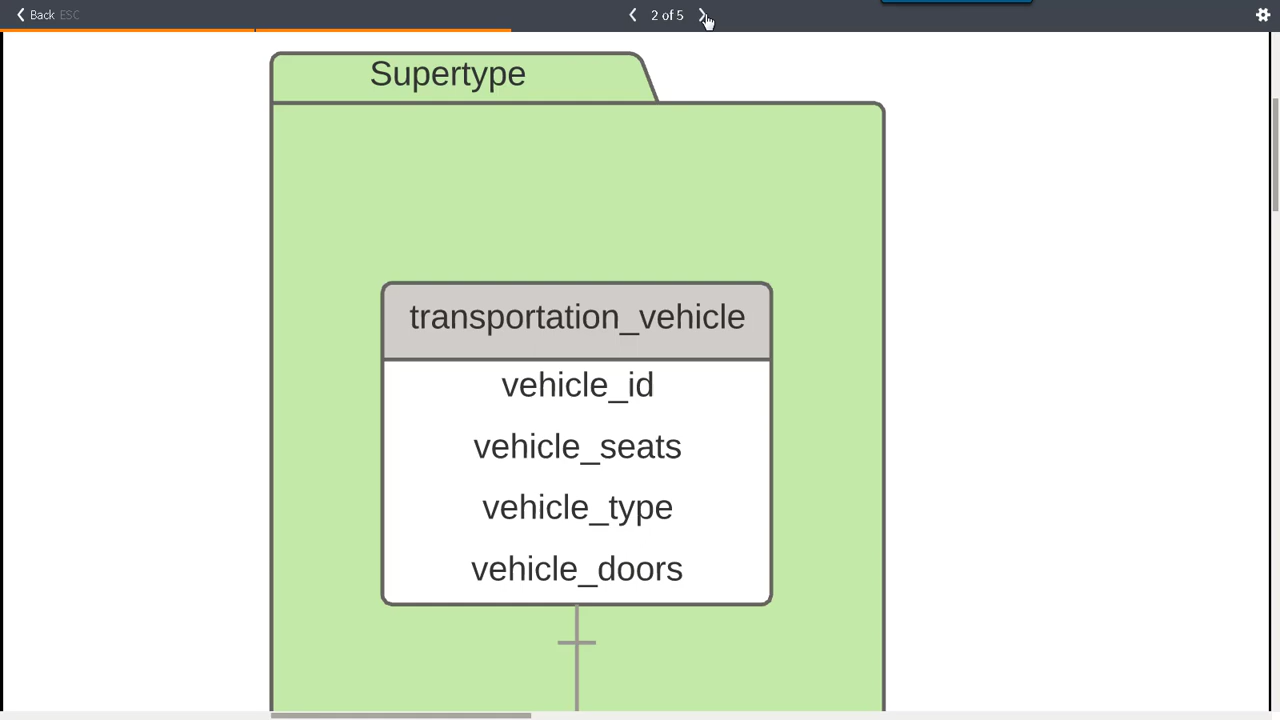 Back ESC
2 of 5
Supertype
transportation_vehicle
vehicle_id
vehicle_seats
vehicle_type
vehicle_doors